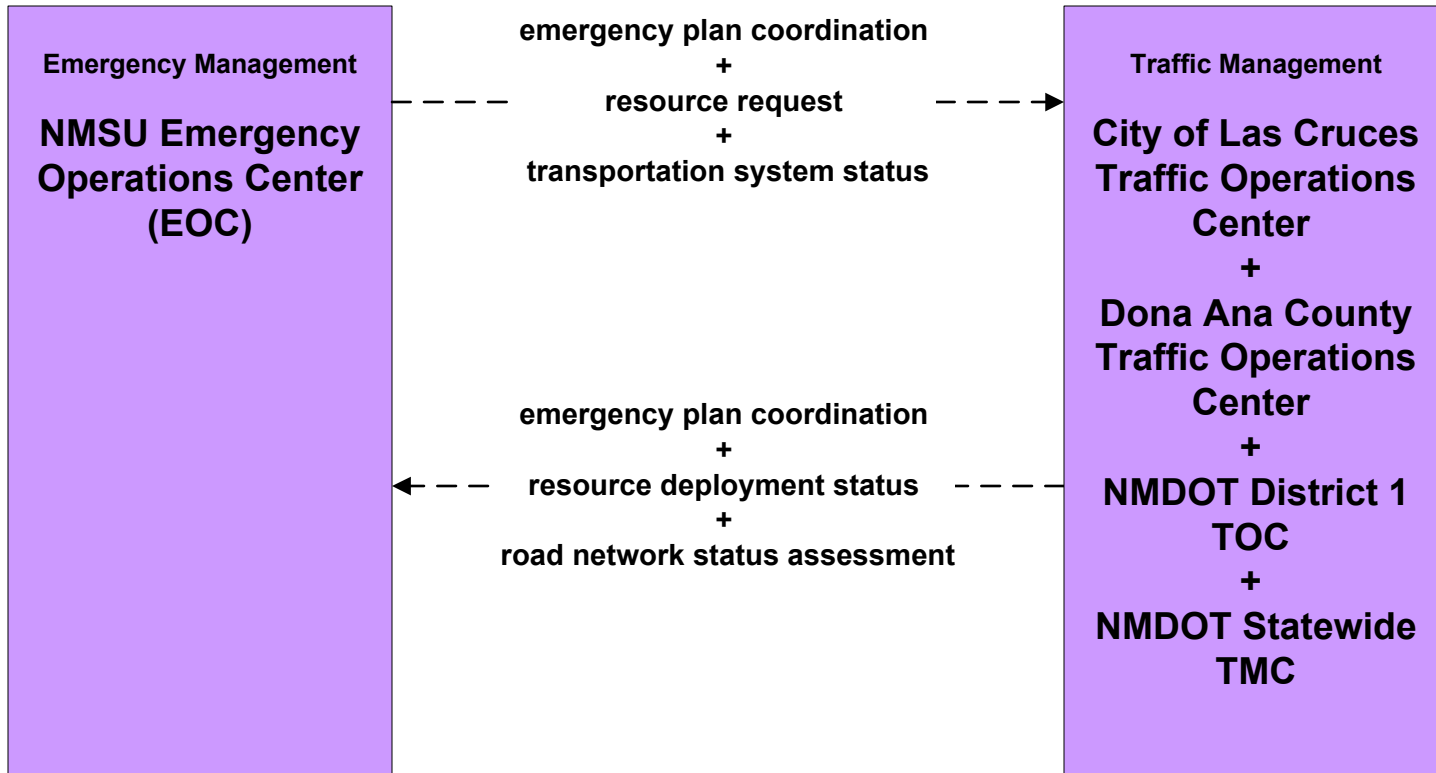 Emergency Management
NMSU Emergency
Operations Center
(EOC)
emergency plan coordination
+
resource request
+
transportation system status
emergency plan coordination
+
resource deployment status
+
road network status assessment
Traffic Management
City of Las Cruces
Traffic Operations
Center
+
Dona Ana County
Traffic Operations
Center
+
NMDOT District 1
TOC
+
NMDOT Statewide
TMC